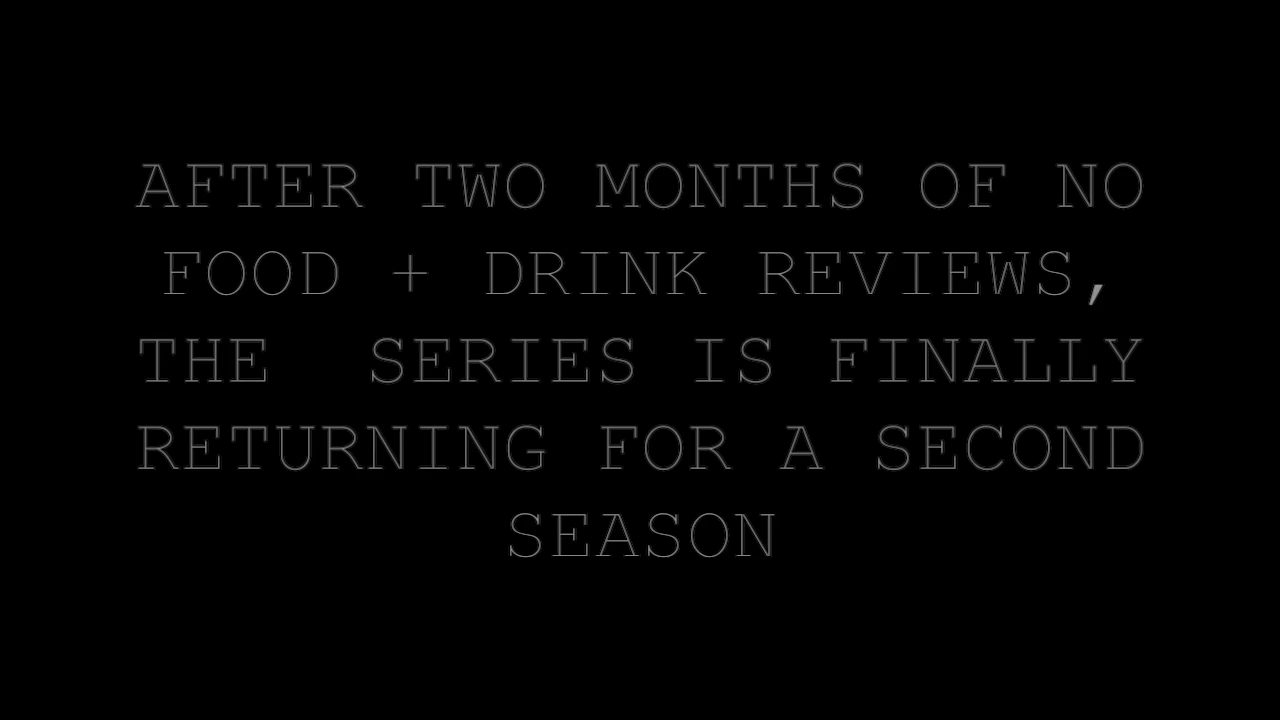 AFTER TWO MONTHS OF NO
FOOD + DRINK REVIEWS,
THE  SERIES IS FINALLY
RETURNING FOR A SECOND
SEASON